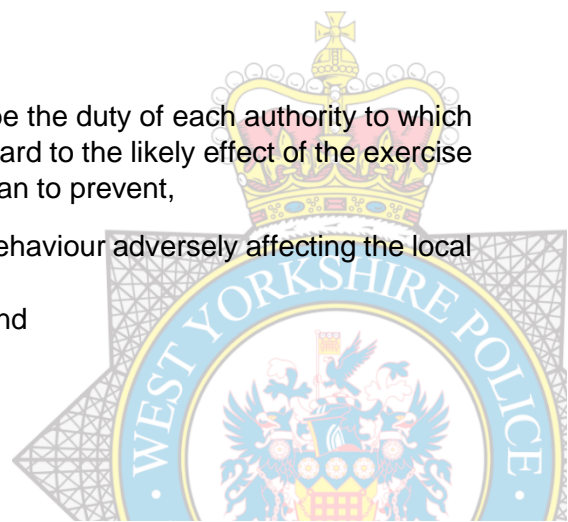 be the duty of each authority to which
ard to the likely effect of the exercise
an to prevent,
ehaviour adversely affecting the local
nd
WEST YORKSHIRE POLICE